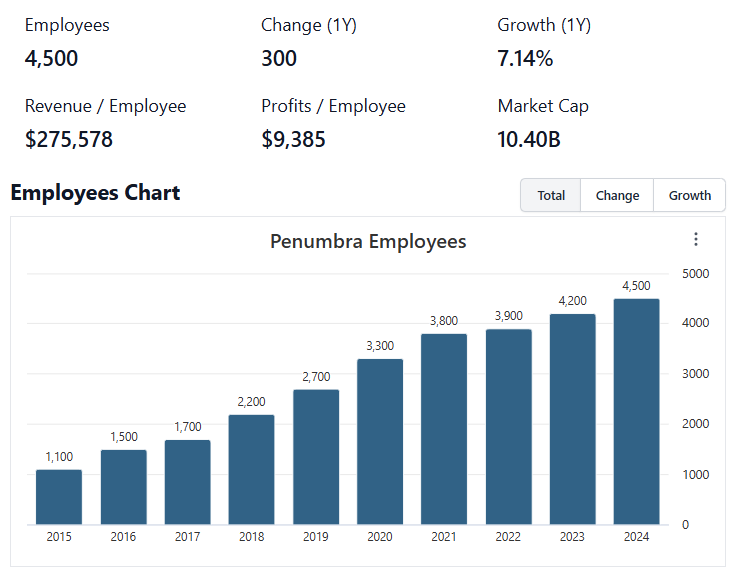 Employees Change (1Y) Growth (1Y)
4,500 300 7.14%
Revenue / Employee Profits / Employee Market Cap
$275,578 $9,385 10.40B
Employees Chart Total Change Growth
Penumbra Employees
5000
4,500
4,200
4000
3,900
3,800
3,300
3000
2,700
2,200
2000
1,700
1,500
1,100
1000
0
2015 2016 2017 2018 2019 2020 2021 2022 2023 2024